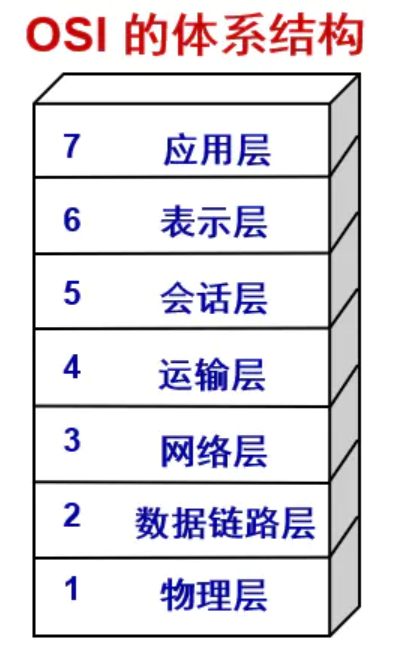 OSI 的体系结构
7 应用层
6 表示层
5 会话层
4 运输层
3 网络层
2 数据链路层
1 物理层